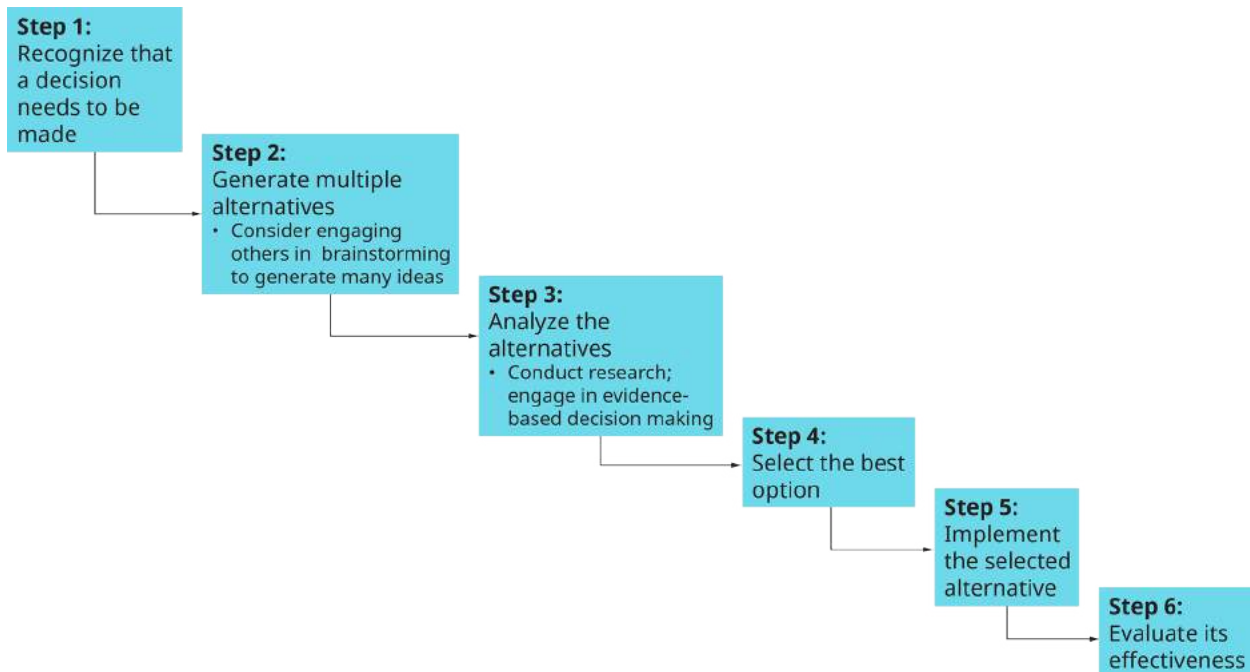 Step 1:
Recognize that
a decision
needs to be
made
Step 2:
Generate multiple
alternatives
• Consider engaging
others in brainstorming
to generate many ideas
Step 3:
Analyze the
alternatives
• Conduct research;
engage in evidence-
based decision making
Step 4:
Select the best
option
Step 5:
Implement
the selected
alternative
Step 6:
Evaluate its
effectiveness